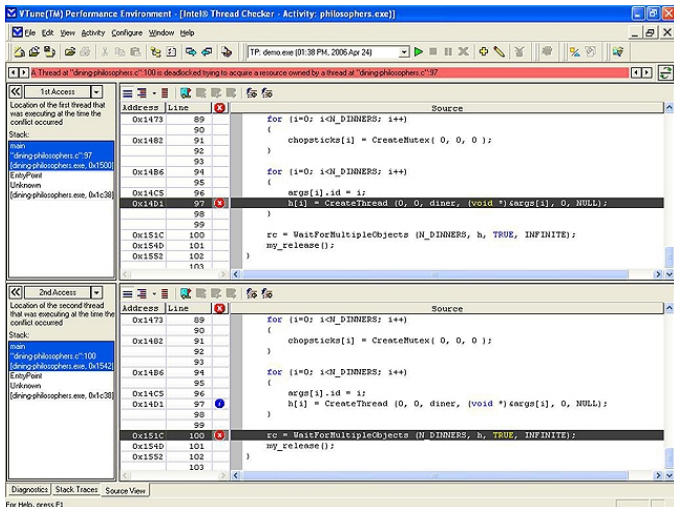 VTune(TM) Performance Environment - [Intel® Thread Checker - Activity: philosophers.exe)]
File Edit View Activity Configure Window Help
TP: demo.exe (01:38 PM, 2006 Apr 24)
A Thread at "dining-philosophers.c":100 is deadlocked trying to acquire a resource owned by a thread at "dining-philosophers.c":97
1st Access
Location of the first thread that was executing at the time the conflict occurred
Stack:
main
"dining-philosophers.c":97
[dining-philosophers.exe, 0x1500]
EntryPoint
Unknown
[dining-philosophers.exe, 0x1c38]
Address Line Source
0x1473 89 for (i=0; i<N_DINNERS; i++)
90 {
0x1482 91 chopsticks[i] = CreateMutex( 0, 0, 0 );
92 }
93
0x14B6 94 for (i=0; i<N_DINNERS; i++)
95 {
0x14C5 96 args[i].id = i;
0x14D1 97 h[i] = CreateThread (0, 0, diner, (void *)&args[i], 0, NULL);
98 }
99
0x151C 100 rc = WaitForMultipleObjects (N_DINNERS, h, TRUE, INFINITE);
0x154D 101 my_release();
0x1552 102 }
103
2nd Access
Location of the second thread that was executing at the time the conflict occurred
Stack:
main
"dining-philosophers.c":100
[dining-philosophers.exe, 0x1542]
EntryPoint
Unknown
[dining-philosophers.exe, 0x1c38]
Address Line Source
0x1473 89 for (i=0; i<N_DINNERS; i++)
90 {
0x1482 91 chopsticks[i] = CreateMutex( 0, 0, 0 );
92 }
93
0x14B6 94 for (i=0; i<N_DINNERS; i++)
95 {
0x14C5 96 args[i].id = i;
0x14D1 97 h[i] = CreateThread (0, 0, diner, (void *)&args[i], 0, NULL);
98 }
99
0x151C 100 rc = WaitForMultipleObjects (N_DINNERS, h, TRUE, INFINITE);
0x154D 101 my_release();
0x1552 102 }
103
Diagnostics Stack Traces Source View
For Help, press F1